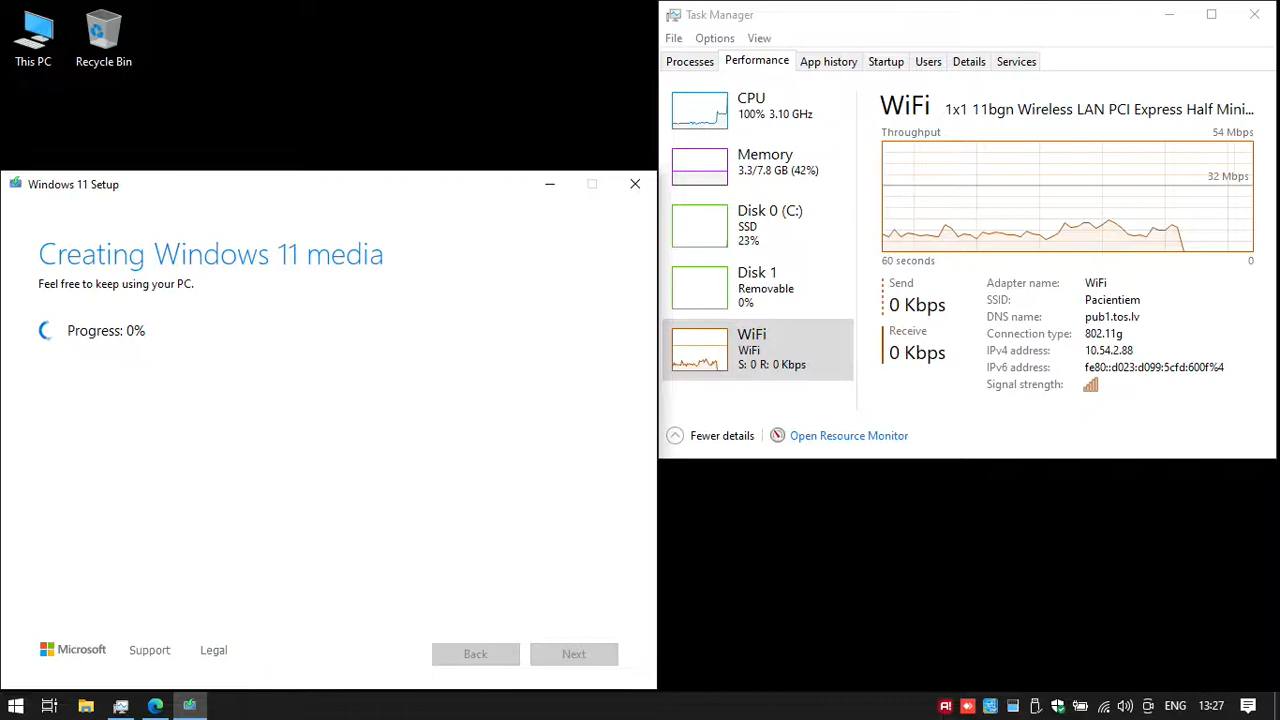 This PC
Recycle Bin
Windows 11 Setup
Creating Windows 11 media
Feel free to keep using your PC.
Progress: 0%
Microsoft
Support
Legal
Back
Next
Task Manager
File
Options
View
Processes
Performance
App history
Startup
Users
Details
Services
CPU
100% 3.10 GHz
Memory
3.3/7.8 GB (42%)
Disk 0 (C:)
SSD
23%
Disk 1
Removable
0%
WiFi
WiFi
S: 0 R: 0 Kbps
WiFi
1x1 11bgn Wireless LAN PCI Express Half Mini...
Throughput
54 Mbps
32 Mbps
60 seconds
0
Send
0 Kbps
Receive
0 Kbps
Adapter name: WiFi
SSID: Pacientiem
DNS name: pub1.tos.lv
Connection type: 802.11g
IPv4 address: 10.54.2.88
IPv6 address: fe80::d023:d099:5cfd:600f%4
Signal strength:
Fewer details
Open Resource Monitor
A!
ENG
13:27